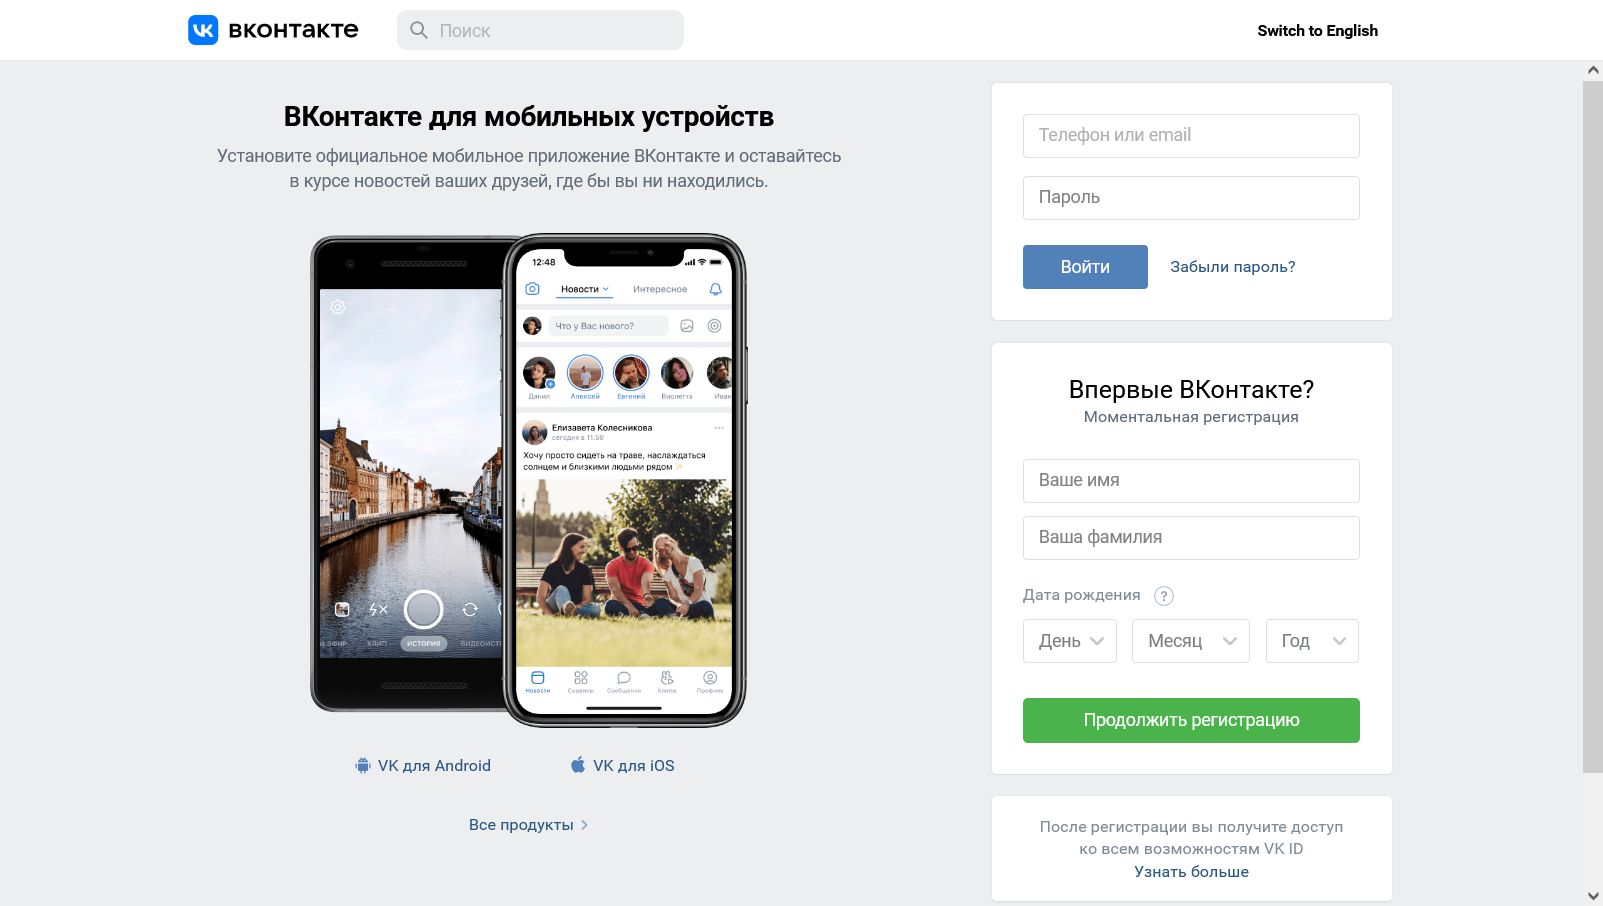 ВКОНТАКТЕ
Поиск
Switch to English
ВКонтакте для мобильных устройств
Установите официальное мобильное приложение ВКонтакте и оставайтесь
в курсе новостей ваших друзей, где бы вы ни находились.
12:48
Новости
Интересное
Что у Вас нового?
Данил
Алексей
Евгений
Виолетта
Иван
Елизавета Колесникова
сегодня в 11:59
Хочу просто сидеть на траве, наслаждаться
солнцем и близкими людьми рядом
КЛИП
ИСТОРИЯ
Новости
Сервисы
Сообщения
Клипы
Профиль
VK для Android
VK для iOS
Все продукты
Телефон или email
Пароль
Войти
Забыли пароль?
Впервые ВКонтакте?
Моментальная регистрация
Ваше имя
Ваша фамилия
Дата рождения ?
День
Месяц
Год
Продолжить регистрацию
После регистрации вы получите доступ
ко всем возможностям VK ID
Узнать больше